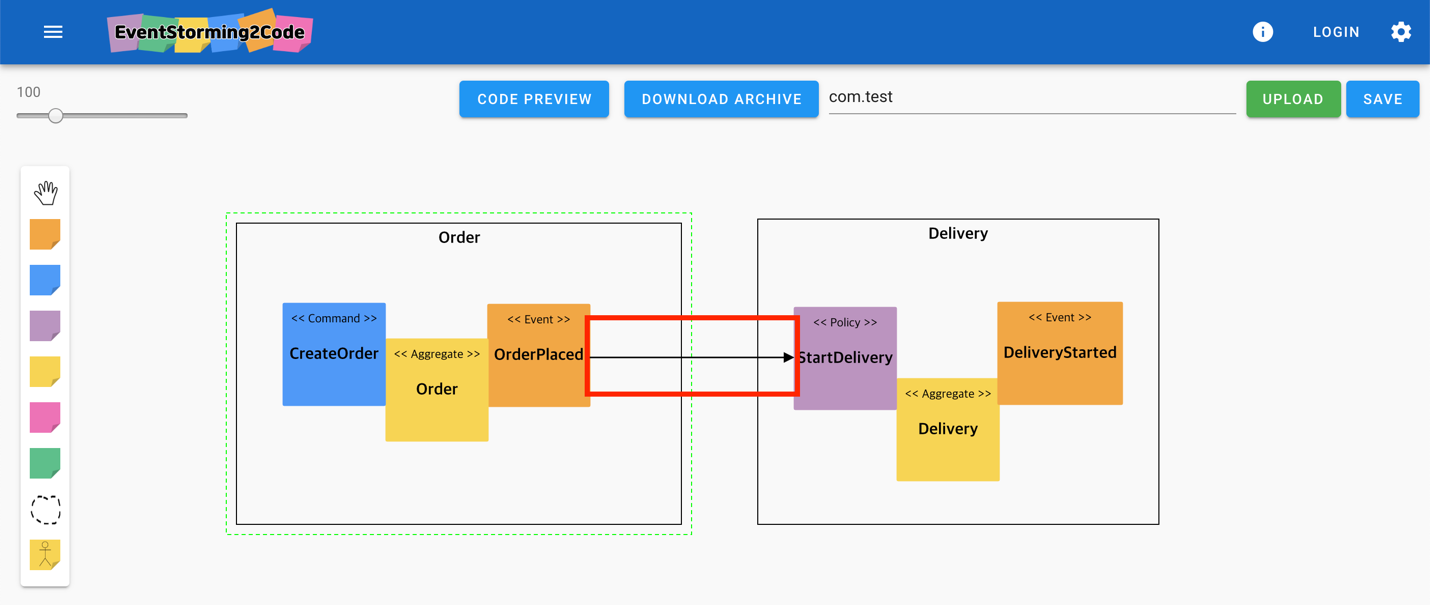 EventStorming2Code
LOGIN
100
CODE PREVIEW
DOWNLOAD ARCHIVE
com.test
UPLOAD
SAVE
Order
<< Command >>
CreateOrder
<< Aggregate >>
Order
<< Event >>
OrderPlaced
Delivery
<< Policy >>
StartDelivery
<< Aggregate >>
Delivery
<< Event >>
DeliveryStarted